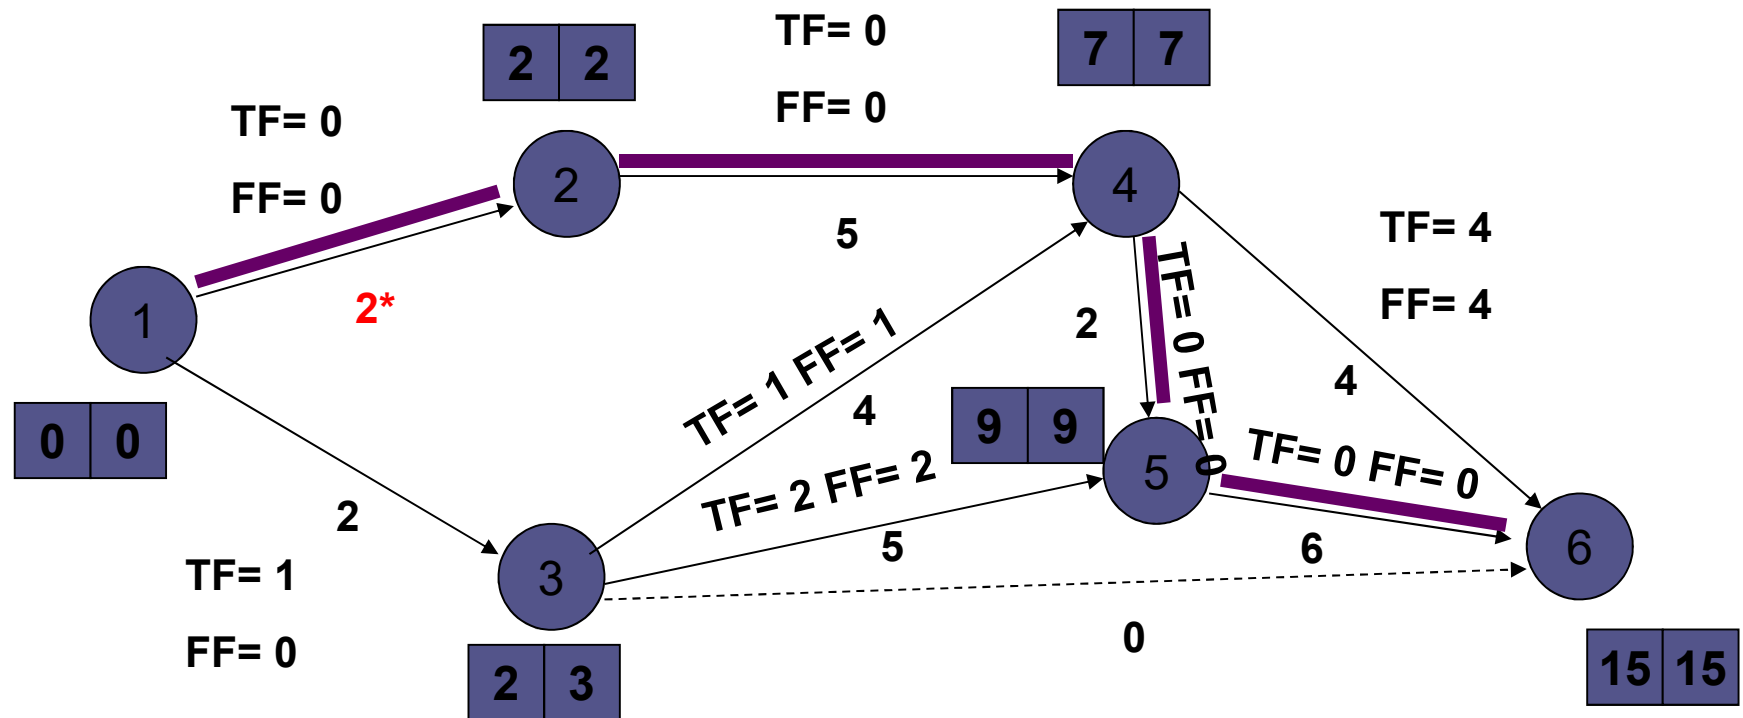 TF= 0
2 2
7 7
TF= 0
FF= 0
FF= 0
2
4
5
TF= 4
FF= 4
1
2*
TF= 1 FF= 1
2
TF= 0 FF= 0
4
4
0 0
9 9
TF= 2 FF= 2
5
TF= 0 FF= 0
2
5
6
6
3
TF= 1
FF= 0
0
2 3
15 15